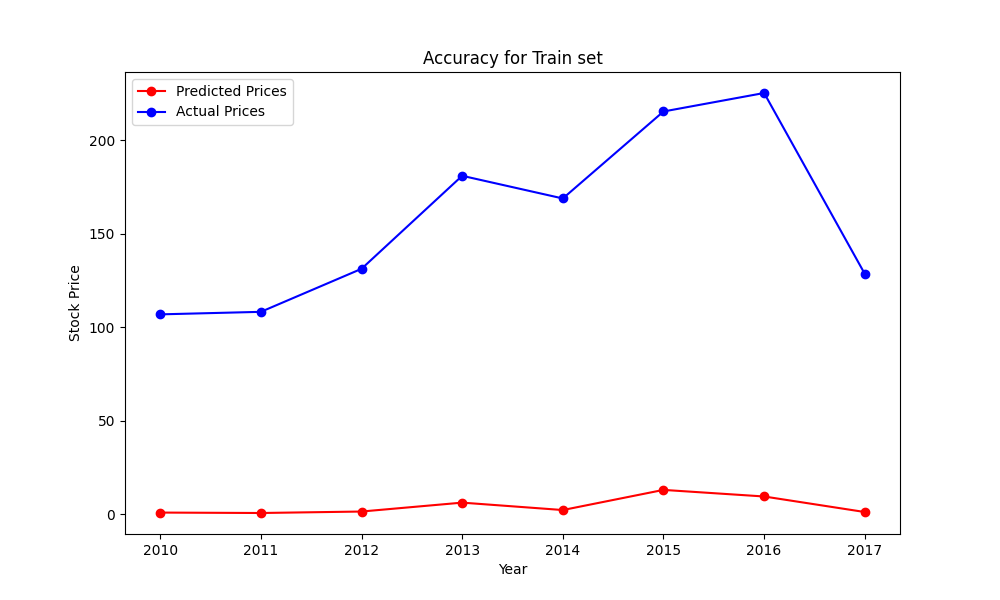 Accuracy for Train set
Predicted Prices
Actual Prices
200
150
100
50
0
Stock Price
2010 2011 2012 2013 2014 2015 2016 2017
Year